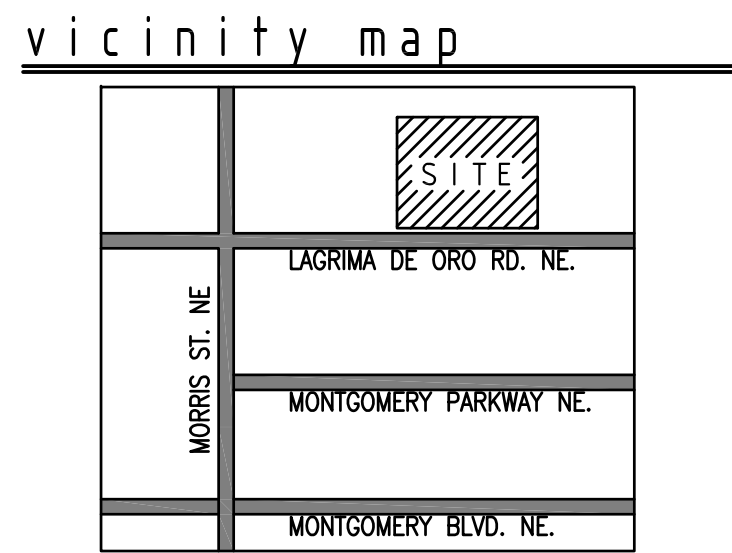 vicinity map
SITE
LAGRIMA DE ORO RD. NE.
MORRIS ST. NE
MONTGOMERY PARKWAY NE.
MONTGOMERY BLVD. NE.